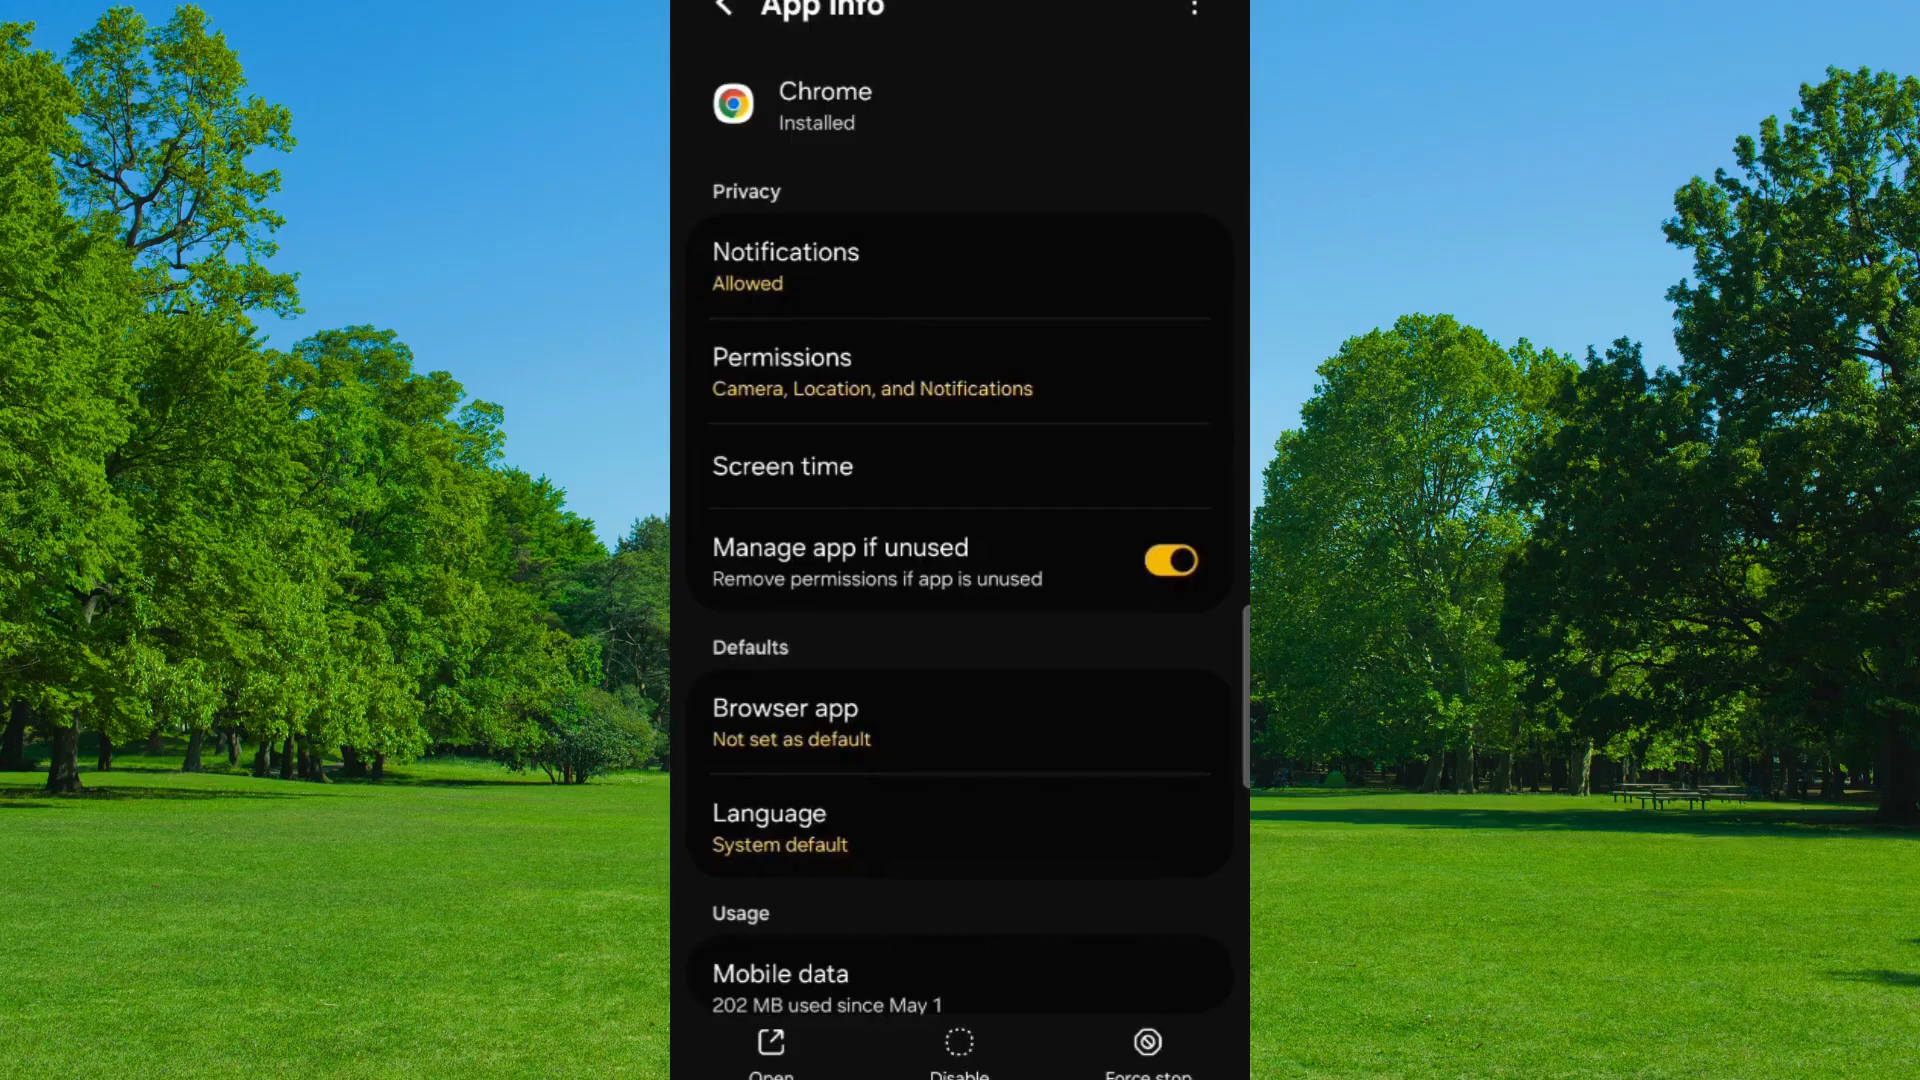 App info
Chrome
Installed
Privacy
Notifications
Allowed
Permissions
Camera, Location, and Notifications
Screen time
Manage app if unused
Remove permissions if app is unused
Defaults
Browser app
Not set as default
Language
System default
Usage
Mobile data
202 MB used since May 1
Open
Disable
Force stop